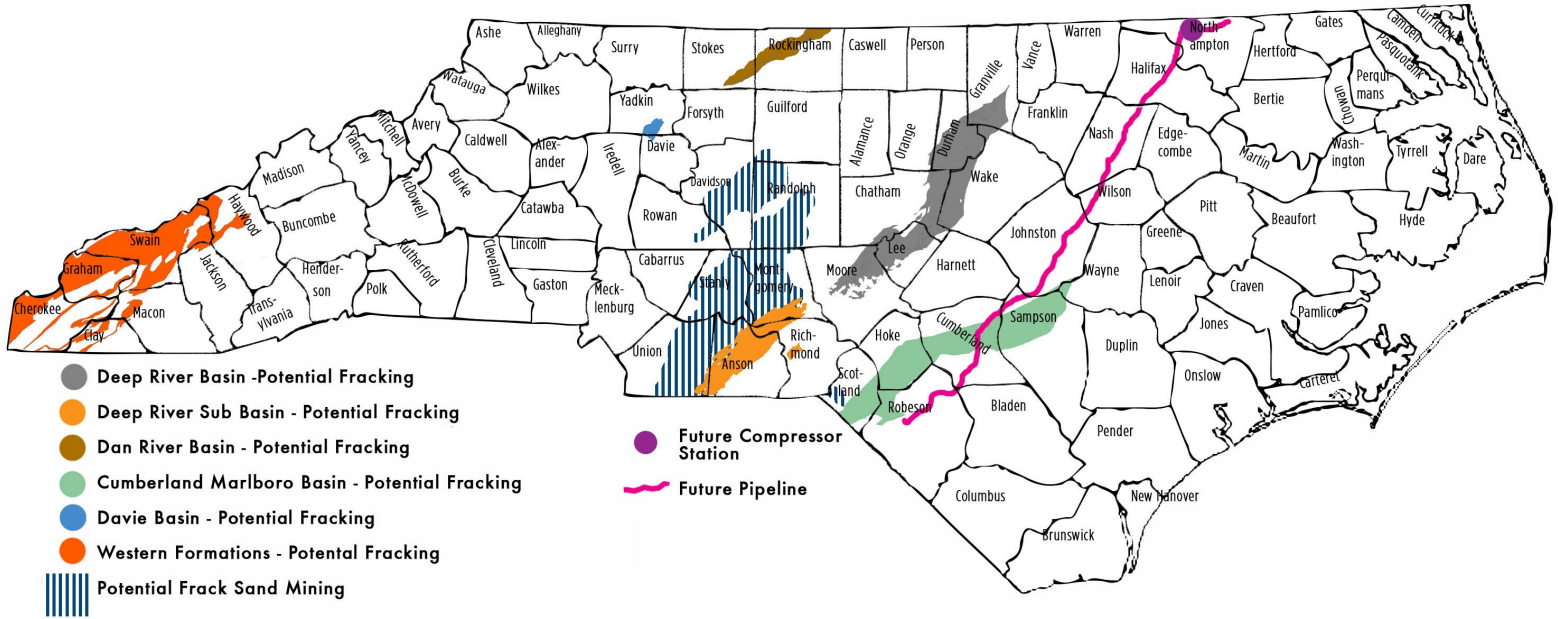 Ashe
Alleghany
Surry
Stokes
Rockingham
Caswell
Person
Granville
Vance
Warren
Halifax
North
ampton
Hertford
Gates
Camden
Currituck
Pasquotank
Perqui-
mans
Chowan
Bertie
Watauga
Wilkes
Yadkin
Forsyth
Guilford
Alamance
Orange
Durham
Franklin
Nash
Edge-
combe
Martin
Wash-
ington
Tyrrell
Dare
Mitchell
Avery
Yancey
Caldwell
Alex-
ander
Iredell
Davie
Madison
McDowell
Burke
Davidson
Randolph
Chatham
Wake
Wilson
Pitt
Beaufort
Hyde
Haywood
Buncombe
Catawba
Rowan
Swain
Graham
Jackson
Rutherford
Cleveland
Lincoln
Gaston
Cabarrus
Stanly
Mont-
gomery
Moore
Lee
Harnett
Johnston
Greene
Wayne
Lenoir
Craven
Pamlico
Hender-
son
Polk
Meck-
lenburg
Cherokee
Clay
Macon
Trans-
ylvania
Union
Anson
Rich-
mond
Hoke
Cumberland
Sampson
Duplin
Jones
Onslow
Carteret
Scot-
land
Robeson
Bladen
Pender
Columbus
New Hanover
Brunswick
Deep River Basin -Potential Fracking
Deep River Sub Basin - Potential Fracking
Dan River Basin - Potential Fracking
Cumberland Marlboro Basin - Potential Fracking
Davie Basin - Potential Fracking
Western Formations - Potental Fracking
Potential Frack Sand Mining
Future Compressor
Station
Future Pipeline